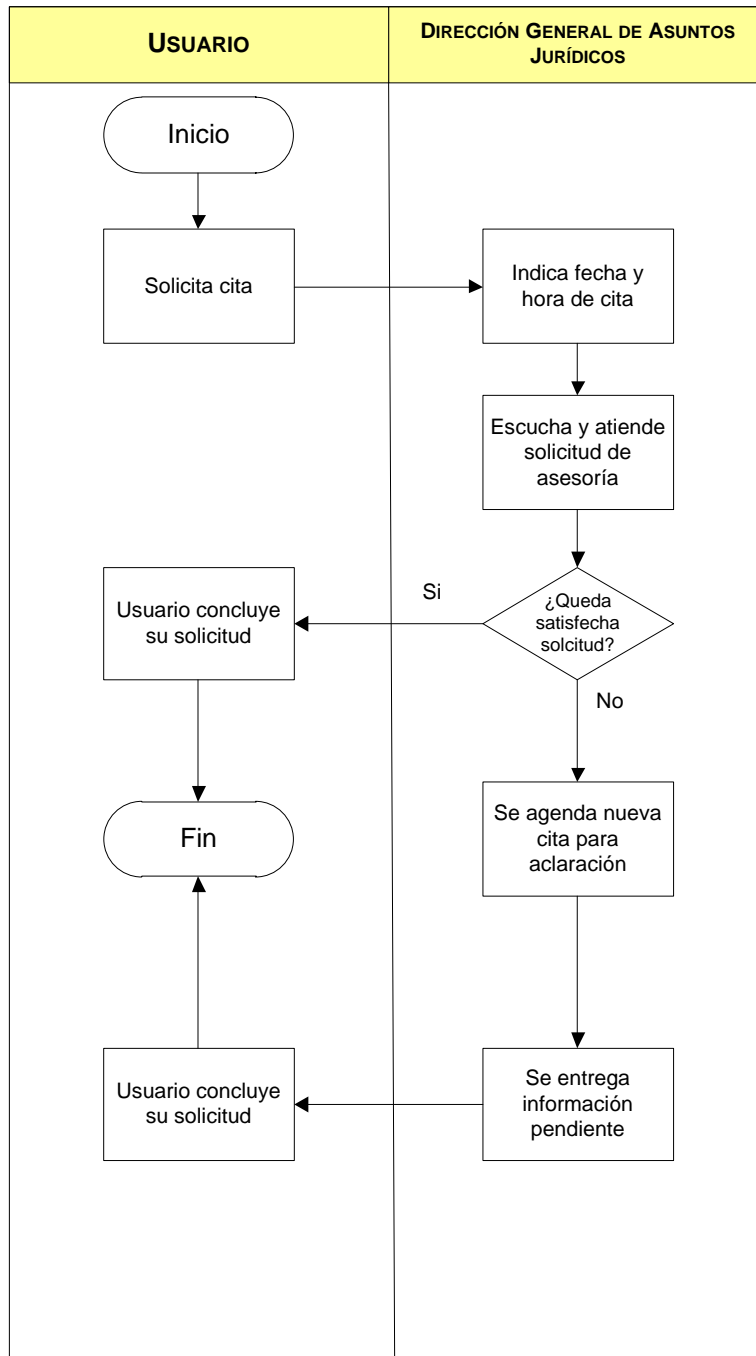 USUARIO
DIRECCIÓN GENERAL DE ASUNTOS
JURÍDICOS
Inicio
Solicita cita
Indica fecha y
hora de cita
Escucha y atiende
solicitud de
asesoría
¿Queda
satisfecha
solcitud?
Si
Usuario concluye
su solicitud
No
Se agenda nueva
cita para
aclaración
Fin
Se entrega
información
pendiente
Usuario concluye
su solicitud